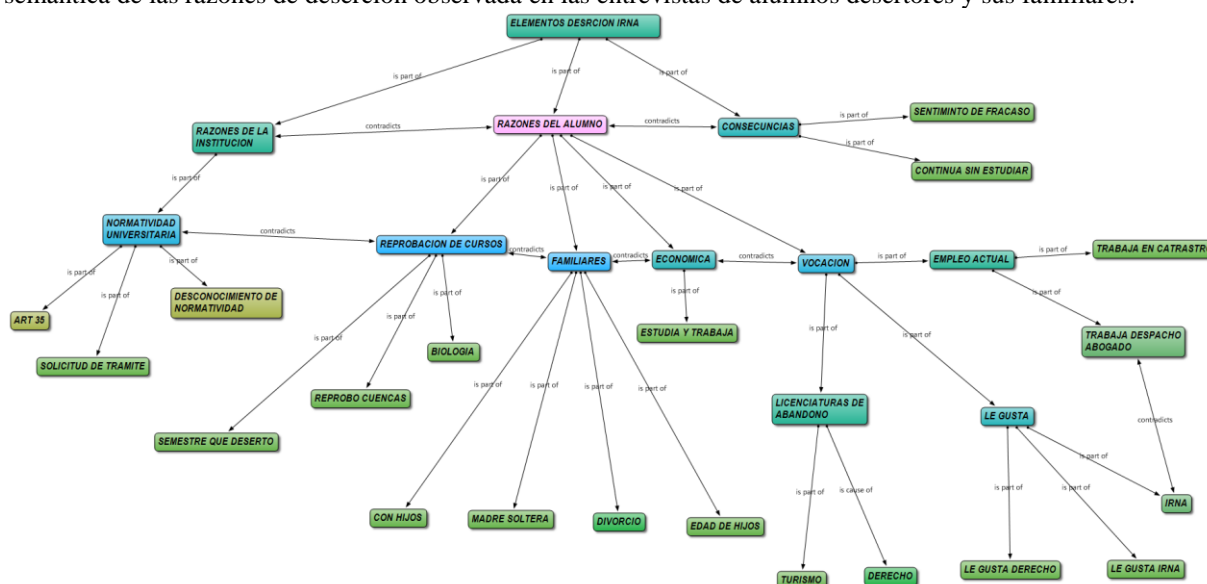 semántica de las razones de deserción observada en las entrevistas de alumnos desertores y sus familiares.
ELEMENTOS DESRCION IRNA
is part of
is part of
is part of
RAZONES DE LA
INSTITUCION
contradicts
RAZONES DEL ALUMNO
contradicts
CONSECUNCIAS
is part of
SENTIMINTO DE FRACASO
is part of
CONTINUA SIN ESTUDIAR
is part of
is part of
is part of
is part of
is part of
NORMATIVIDAD
UNIVERSITARIA
contradicts
REPROBACION DE CURSOS
contradicts
FAMILIARES
contradicts
ECONOMICA
contradicts
VOCACION
is part of
EMPLEO ACTUAL
is part of
TRABAJA EN CATRASTRO
is part of
TRABAJA DESPACHO
ABOGADO
is part of
is part of
is part of
ART 35
DESCONOCIMIENTO DE
NORMATIVIDAD
SOLICITUD DE TRAMITE
is part of
is part of
is part of
BIOLOGIA
REPROBO CUENCAS
SEMESTRE QUE DESERTO
is part of
ESTUDIA Y TRABAJA
is part of
is part of
is part of
is part of
CON HIJOS
MADRE SOLTERA
DIVORCIO
EDAD DE HIJOS
is part of
is part of
LICENCIATURAS DE
ABANDONO
LE GUSTA
contradicts
is part of
is cause of
is part of
is part of
is part of
IRNA
TURISMO
DERECHO
LE GUSTA DERECHO
LE GUSTA IRNA